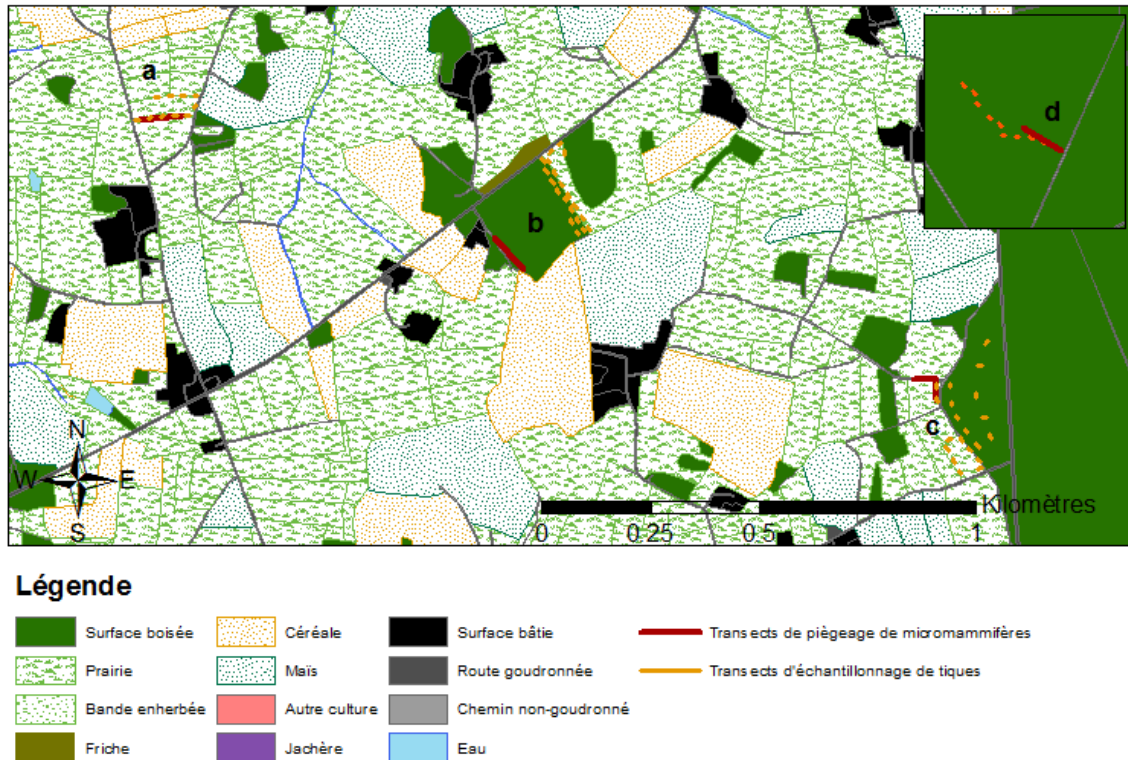 a
d
b
c
N
W E
S
Kilomètres
0 0.25 0.5 1
Légende
Surface boisée Céréale Surface bâtie Transects de piègeage de micromammifères
Prairie Maïs Route goudronnée Transects d'échantillonnage de tiques
Bande enherbée Autre culture Chemin non-goudronné
Friche Jachère Eau